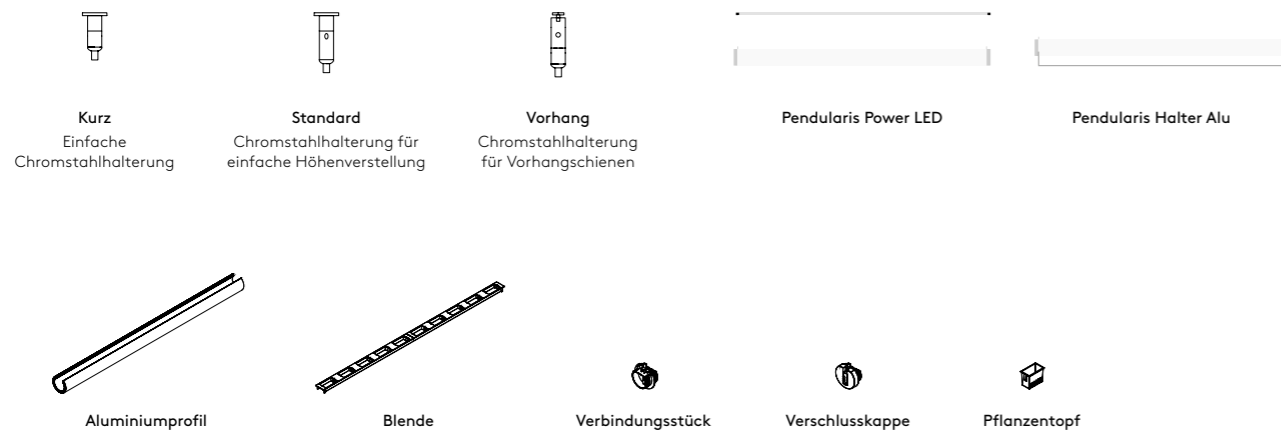 Kurz
Einfache
Chromstahlhalterung
Standard
Chromstahlhalterung für
einfache Höhenverstellung
Vorhang
Chromstahlhalterung
für Vorhangschienen
Pendularis Power LED
Pendularis Halter Alu
Aluminiumprofil
Blende
Verbindungsstück
Verschlusskappe
Pflanzentopf